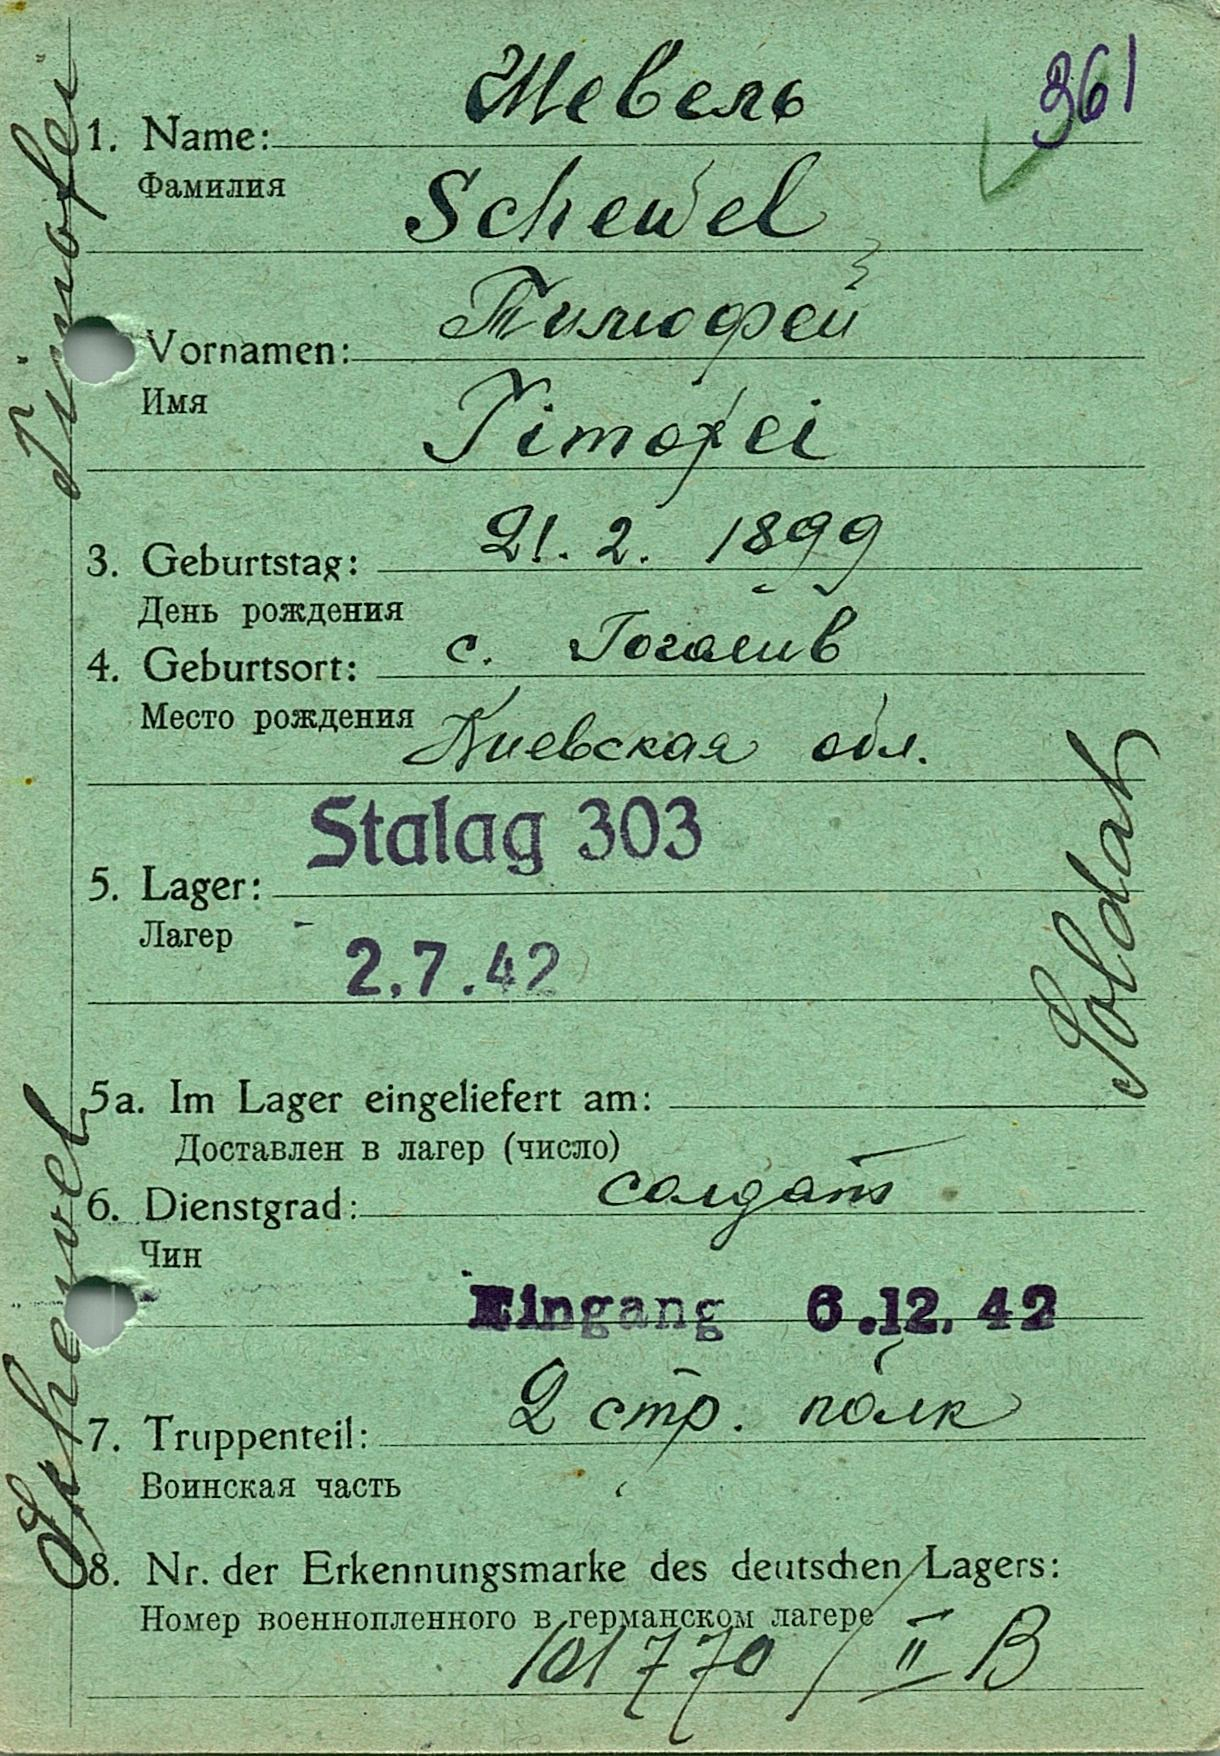 361
Шевель
1. Name:
Фамилия
Schewel
Тимофей
Vornamen:
Имя
Timofei
21. 2. 1899
3. Geburtstag:
День рождения
4. Geburtsort: с. Гогалив
Место рождения Киевская обл.
Stalag 303
5. Lager:
Лагер
2.7.42
5a. Im Lager eingeliefert am:
Доставлен в лагер (число)
6. Dienstgrad: солдат
Чин
Eingang 6.12.42
7. Truppenteil: 2 стр. полк
Воинская часть
8. Nr. der Erkennungsmarke des deutschen Lagers:
Номер военнопленного в германском лагере
101770 / II B
Schewel Timofei
Soldat